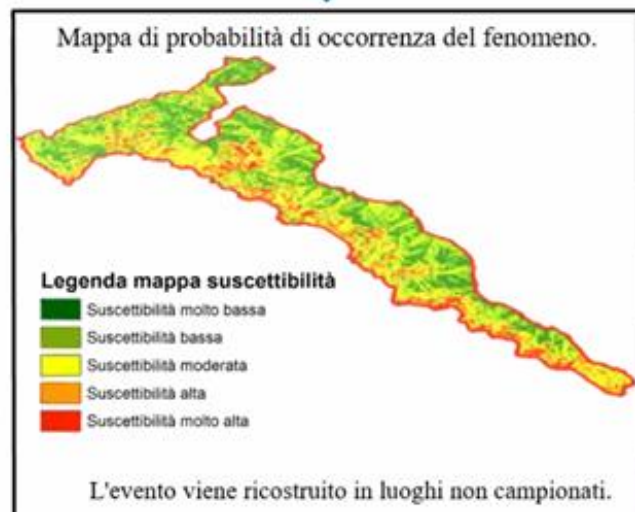 Mappa di probabilità di occorrenza del fenomeno.
Legenda mappa suscettibilità
Suscettibilità molto bassa
Suscettibilità bassa
Suscettibilità moderata
Suscettibilità alta
Suscettibilità molto alta
L'evento viene ricostruito in luoghi non campionati.